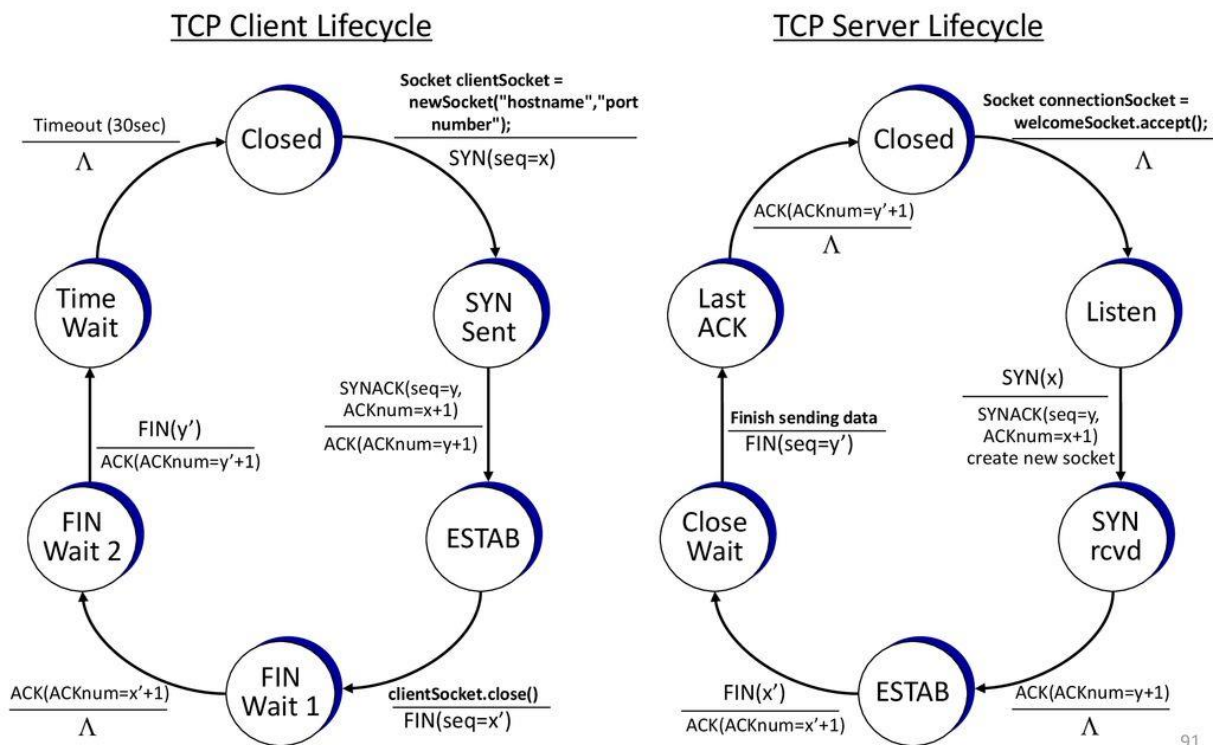 TCP Client Lifecycle
Closed
Socket clientSocket =
newSocket("hostname","port
number");
SYN(seq=x)
SYN
Sent
SYNACK(seq=y,
ACKnum=x+1)
ACK(ACKnum=y+1)
ESTAB
clientSocket.close()
FIN(seq=x’)
FIN
Wait 1
ACK(ACKnum=x’+1)
Λ
FIN
Wait 2
FIN(y’)
ACK(ACKnum=y’+1)
Time
Wait
Timeout (30sec)
Λ
TCP Server Lifecycle
Closed
Socket connectionSocket =
welcomeSocket.accept();
Λ
Listen
SYN(x)
SYNACK(seq=y,
ACKnum=x+1)
create new socket
SYN
rcvd
ACK(ACKnum=y+1)
Λ
ESTAB
FIN(x’)
ACK(ACKnum=x’+1)
Close
Wait
Finish sending data
FIN(seq=y’)
Last
ACK
ACK(ACKnum=y’+1)
Λ
91